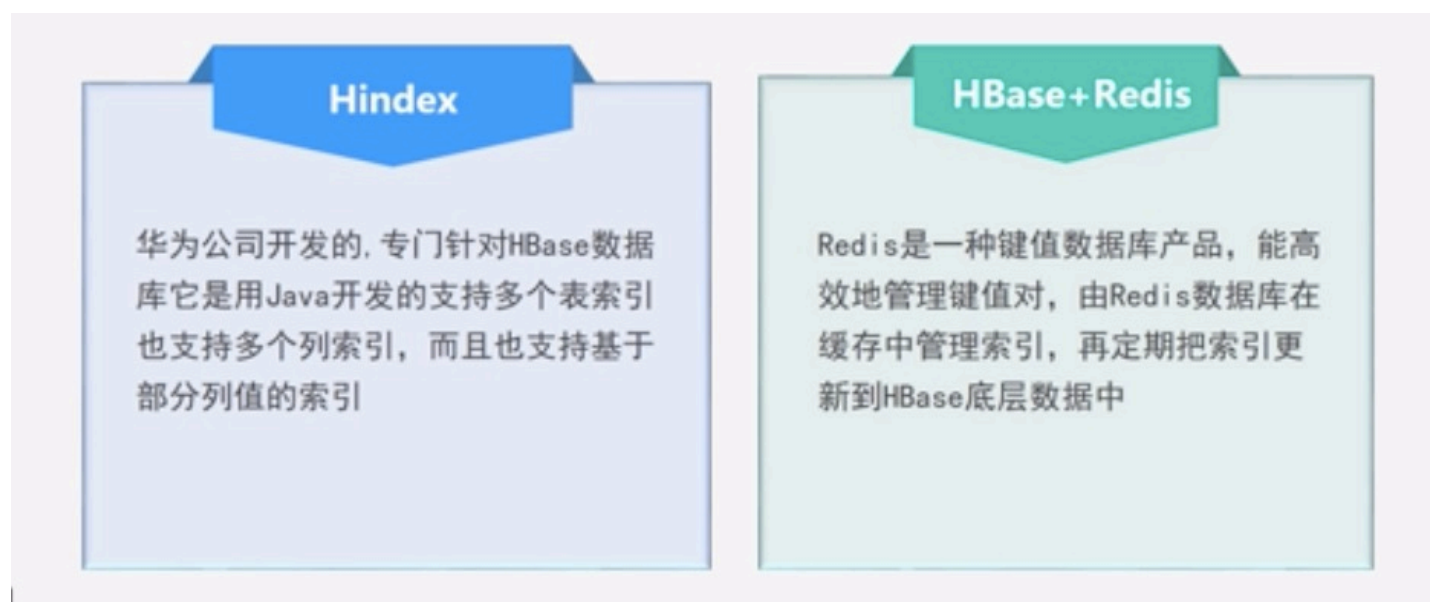 Hindex
华为公司开发的,专门针对HBase数据
库它是用Java开发的支持多个表索引
也支持多个列索引，而且也支持基于
部分列值的索引
HBase+Redis
Redis是一种键值数据库产品，能高
效地管理键值对，由Redis数据库在
缓存中管理索引，再定期把索引更
新到HBase底层数据中